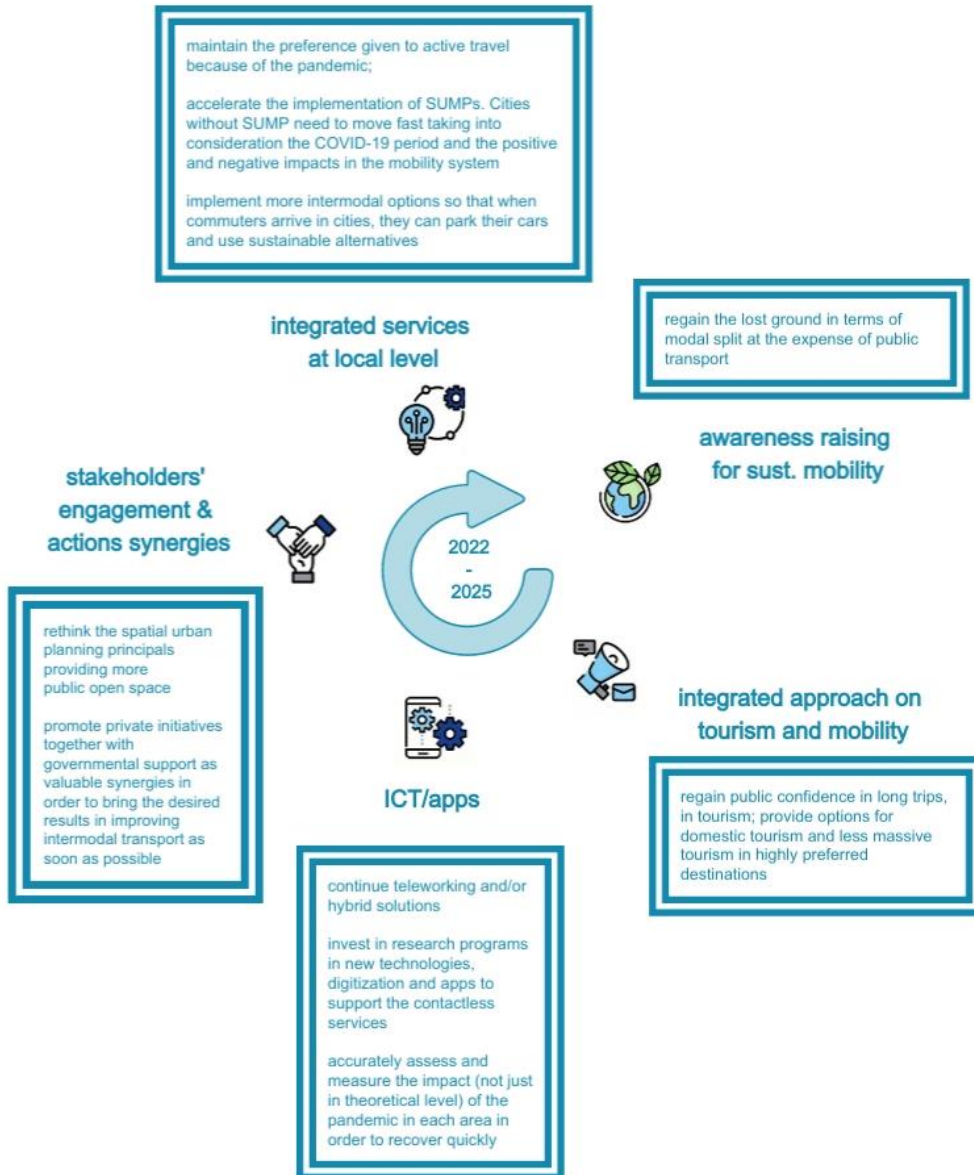 maintain the preference given to active travel
because of the pandemic;
accelerate the implementation of SUMPs. Cities
without SUMP need to move fast taking into
consideration the COVID-19 period and the positive
and negative impacts in the mobility system
implement more intermodal options so that when
commuters arrive in cities, they can park their cars
and use sustainable alternatives
integrated services
at local level
regain the lost ground in terms of
modal split at the expense of public
transport
awareness raising
for sust. mobility
stakeholders'
engagement &
actions synergies
2022
-
2025
rethink the spatial urban
planning principals
providing more
public open space
promote private initiatives
together with
governmental support as
valuable synergies in
order to bring the desired
results in improving
intermodal transport as
soon as possible
integrated approach on
tourism and mobility
regain public confidence in long trips,
in tourism; provide options for
domestic tourism and less massive
tourism in highly preferred
destinations
ICT/apps
continue teleworking and/or
hybrid solutions
invest in research programs
in new technologies,
digitization and apps to
support the contactless
services
accurately assess and
measure the impact (not just
in theoretical level) of the
pandemic in each area in
order to recover quickly